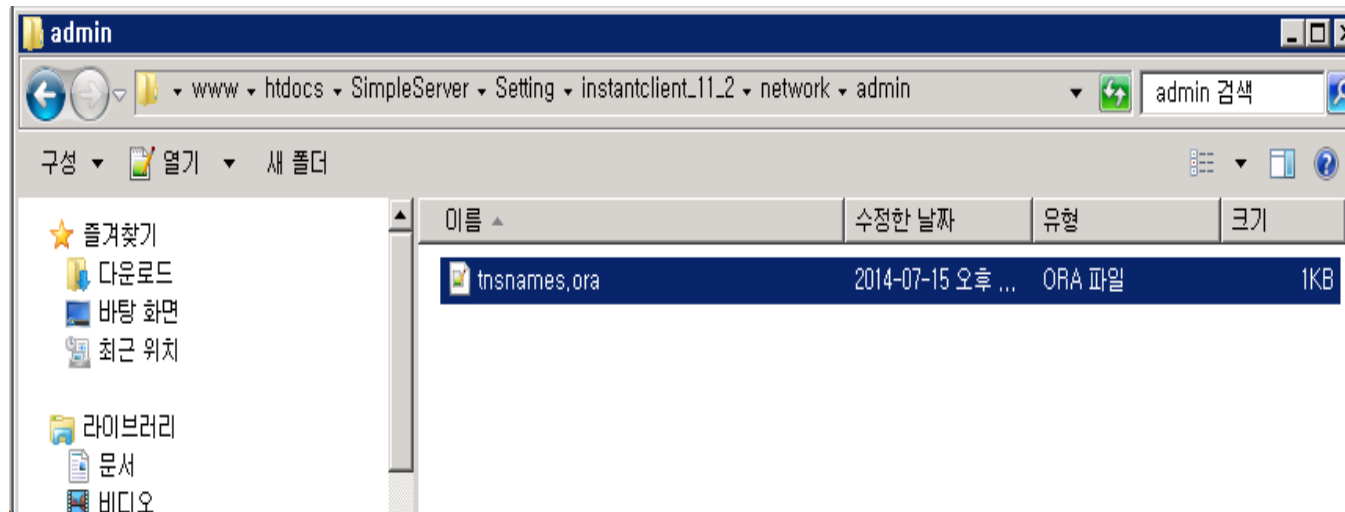 admin
www htdocs SimpleServer Setting instantclient_11_2 network admin admin 검색
구성 열기 새 폴더
즐겨찾기
다운로드
바탕 화면
최근 위치
라이브러리
문서
비디오
이름 수정한 날짜 유형 크기
tnsnames.ora 2014-07-15 오후 ... ORA 파일 1KB